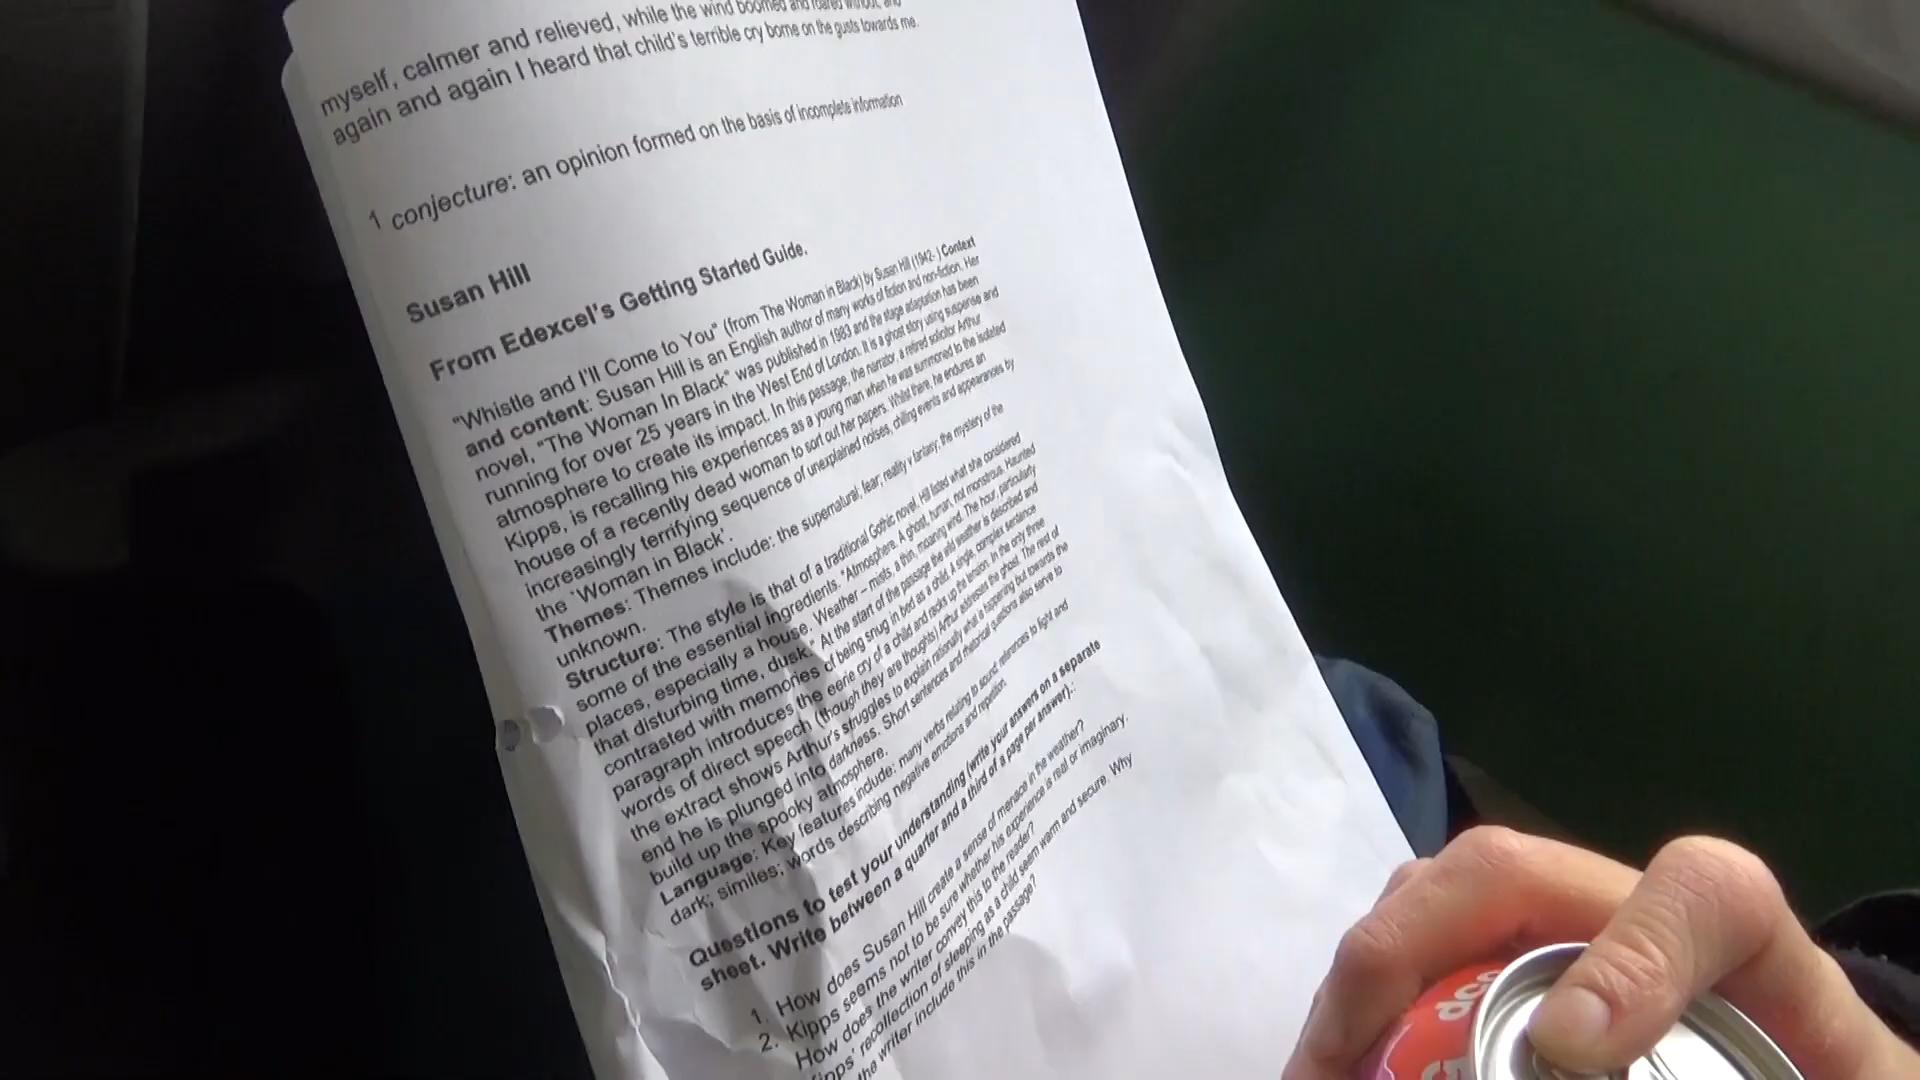 myself, calmer and relieved, while the wind boomed and roared without, and
again and again I heard that child's terrible cry borne on the gusts towards me.
1 conjecture: an opinion formed on the basis of incomplete information
Susan Hill
From Edexcel's Getting Started Guide.
"Whistle and I'll Come to You" (from The Woman in Black) by Susan Hill (1942- ) Context
and content: Susan Hill is an English author of many works of fiction and non-fiction. Her
novel, "The Woman In Black" was published in 1983 and the stage adaptation has been
running for over 25 years in the West End of London. It is a ghost story using suspense and
atmosphere to create its impact. In this passage, the narrator, a retired solicitor Arthur
Kipps, is recalling his experiences as a young man when he was summoned to the isolated
house of a recently dead woman to sort out her papers. Whilst there, he endures an
increasingly terrifying sequence of unexplained noises, chilling events and appearances by
the 'Woman in Black'.
Themes: Themes include: the supernatural; fear; reality v fantasy; the mystery of the
unknown.
Structure: The style is that of a traditional Gothic novel. Hill listed what she considered
some of the essential ingredients. "Atmosphere. A ghost, human, not monstrous. Haunted
places, especially a house. Weather – mists, a thin, moaning wind. The hour, particularly
that disturbing time, dusk." At the start of the passage the wild weather is described and
contrasted with memories of being snug in bed as a child. A single, complex sentence
paragraph introduces the eerie cry of a child and racks up the tension. In the only three
words of direct speech (though they are thoughts) Arthur addresses the ghost. The rest of
the extract shows Arthur's struggles to explain rationally what is happening but towards the
end he is plunged into darkness. Short sentences and rhetorical questions also serve to
build up the spooky atmosphere.
Language: Key features include: many verbs relating to sound; references to light and
dark; similes; words describing negative emotions and repetition.
Questions to test your understanding (write your answers on a separate
sheet. Write between a quarter and a third of a page per answer).:
1. How does Susan Hill create a sense of menace in the weather?
2. Kipps seems not to be sure whether his experience is real or imaginary.
How does the writer convey this to the reader?
Kipps' recollection of sleeping as a child seem warm and secure. Why
the writer include this in the passage?